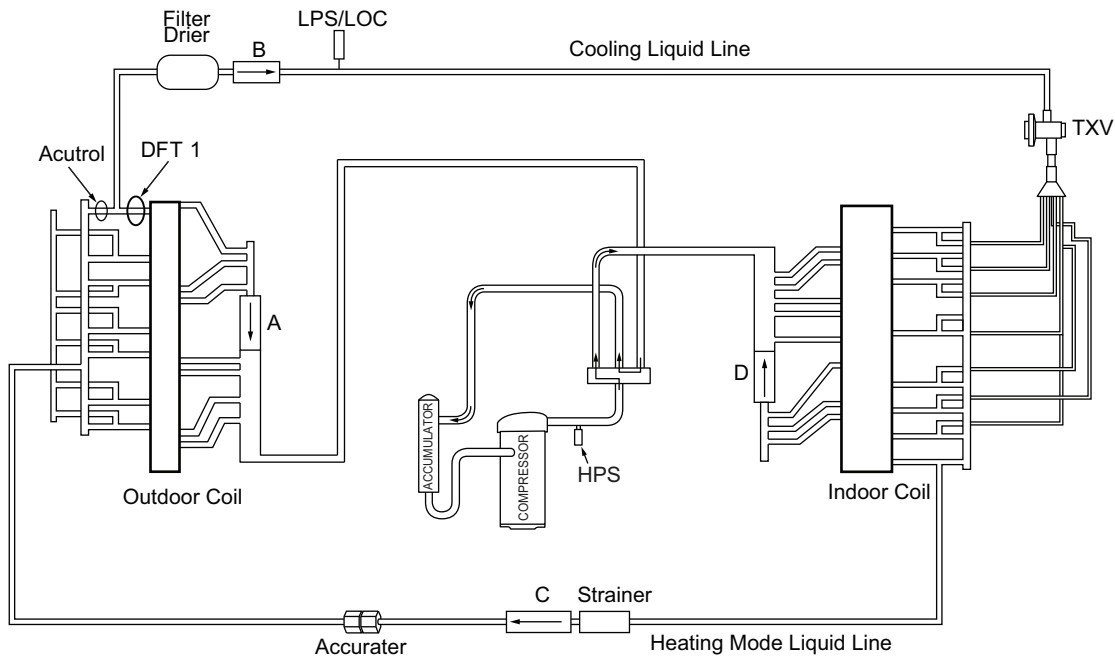 Filter
Drier
LPS/LOC
B
Cooling Liquid Line
TXV
Acutrol
DFT 1
A
D
ACCUMULATOR
COMPRESSOR
HPS
Outdoor Coil
Indoor Coil
C
Strainer
Accurater
Heating Mode Liquid Line